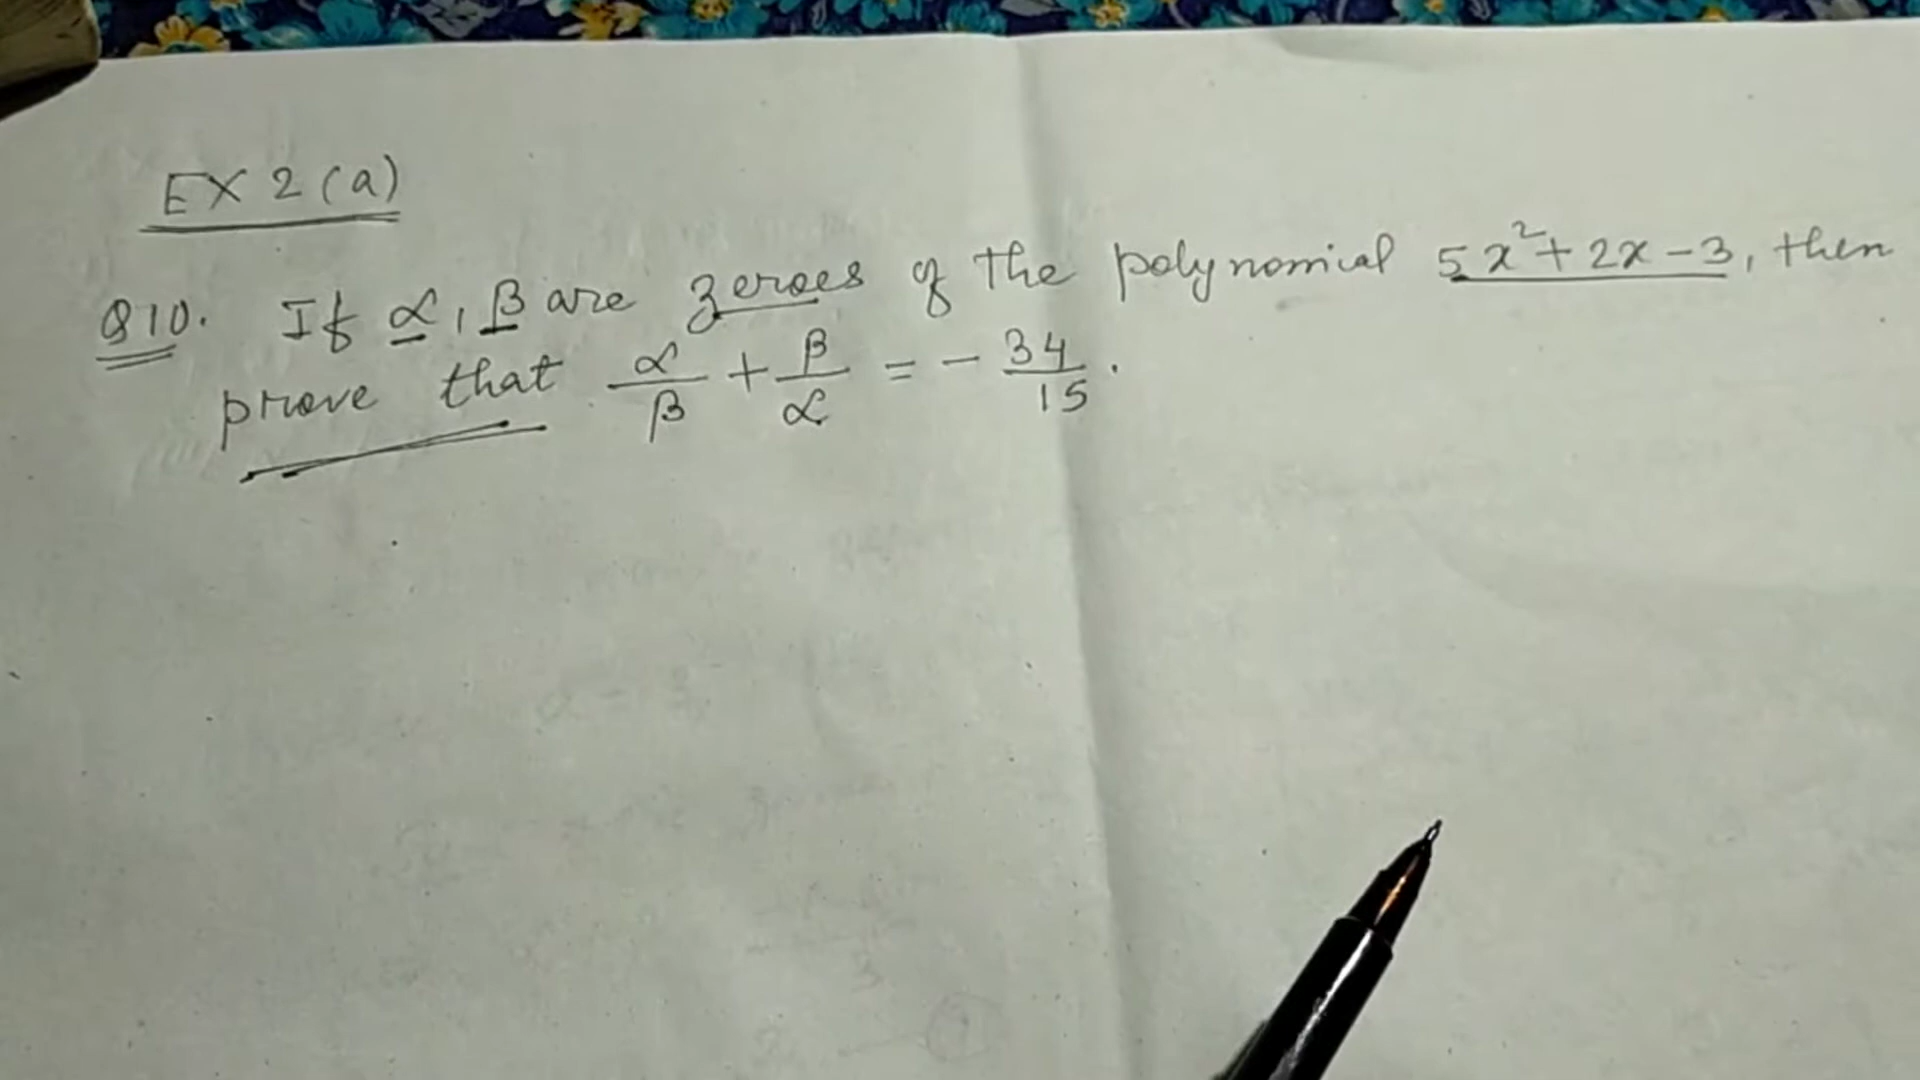 EX 2 (a)
Q10. If α, β are zeroes of the polynomial 5x² + 2x - 3, then
prove that α/β + β/α = - 34/15.